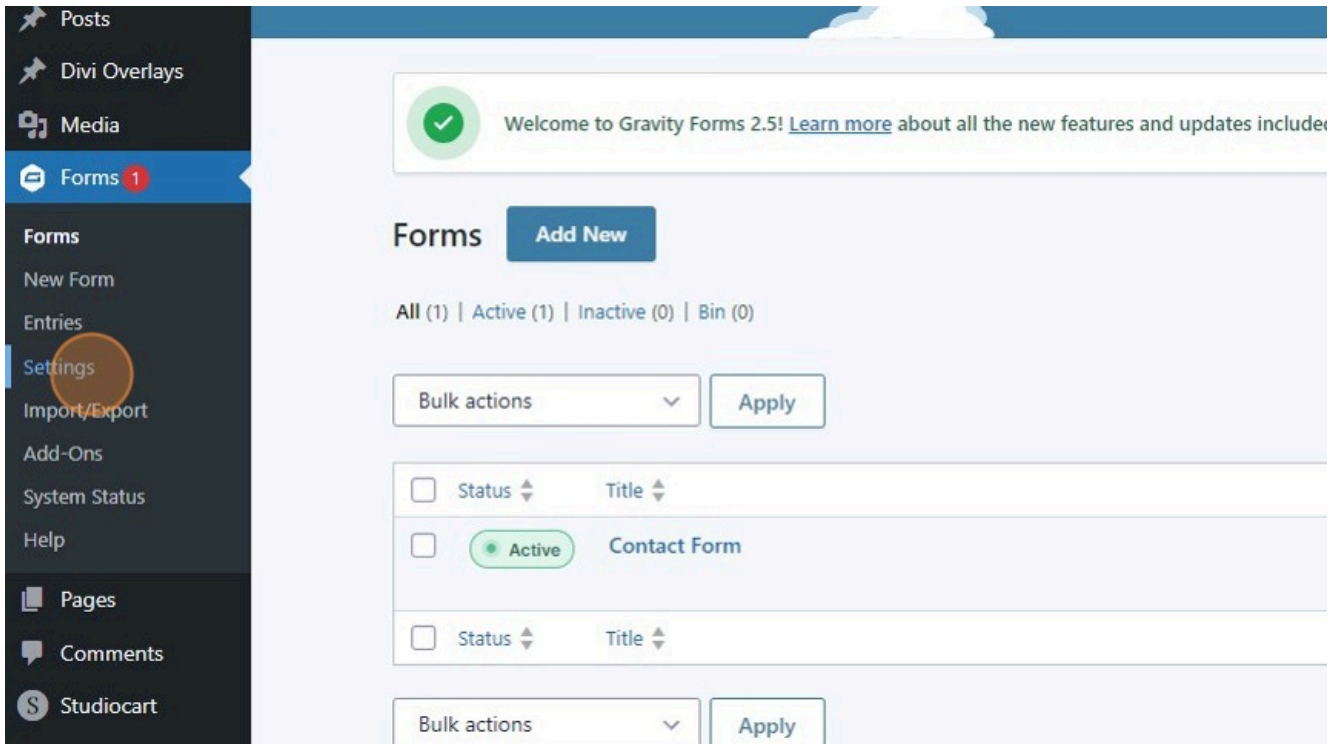 Posts
Divi Overlays
Media
Forms 1
Forms
New Form
Entries
Settings
Import/Export
Add-Ons
System Status
Help
Pages
Comments
S Studiocart
Welcome to Gravity Forms 2.5! Learn more about all the new features and updates included
Forms Add New
All (1) | Active (1) | Inactive (0) | Bin (0)
Bulk actions Apply
Status Title
Active Contact Form
Status Title
Bulk actions Apply